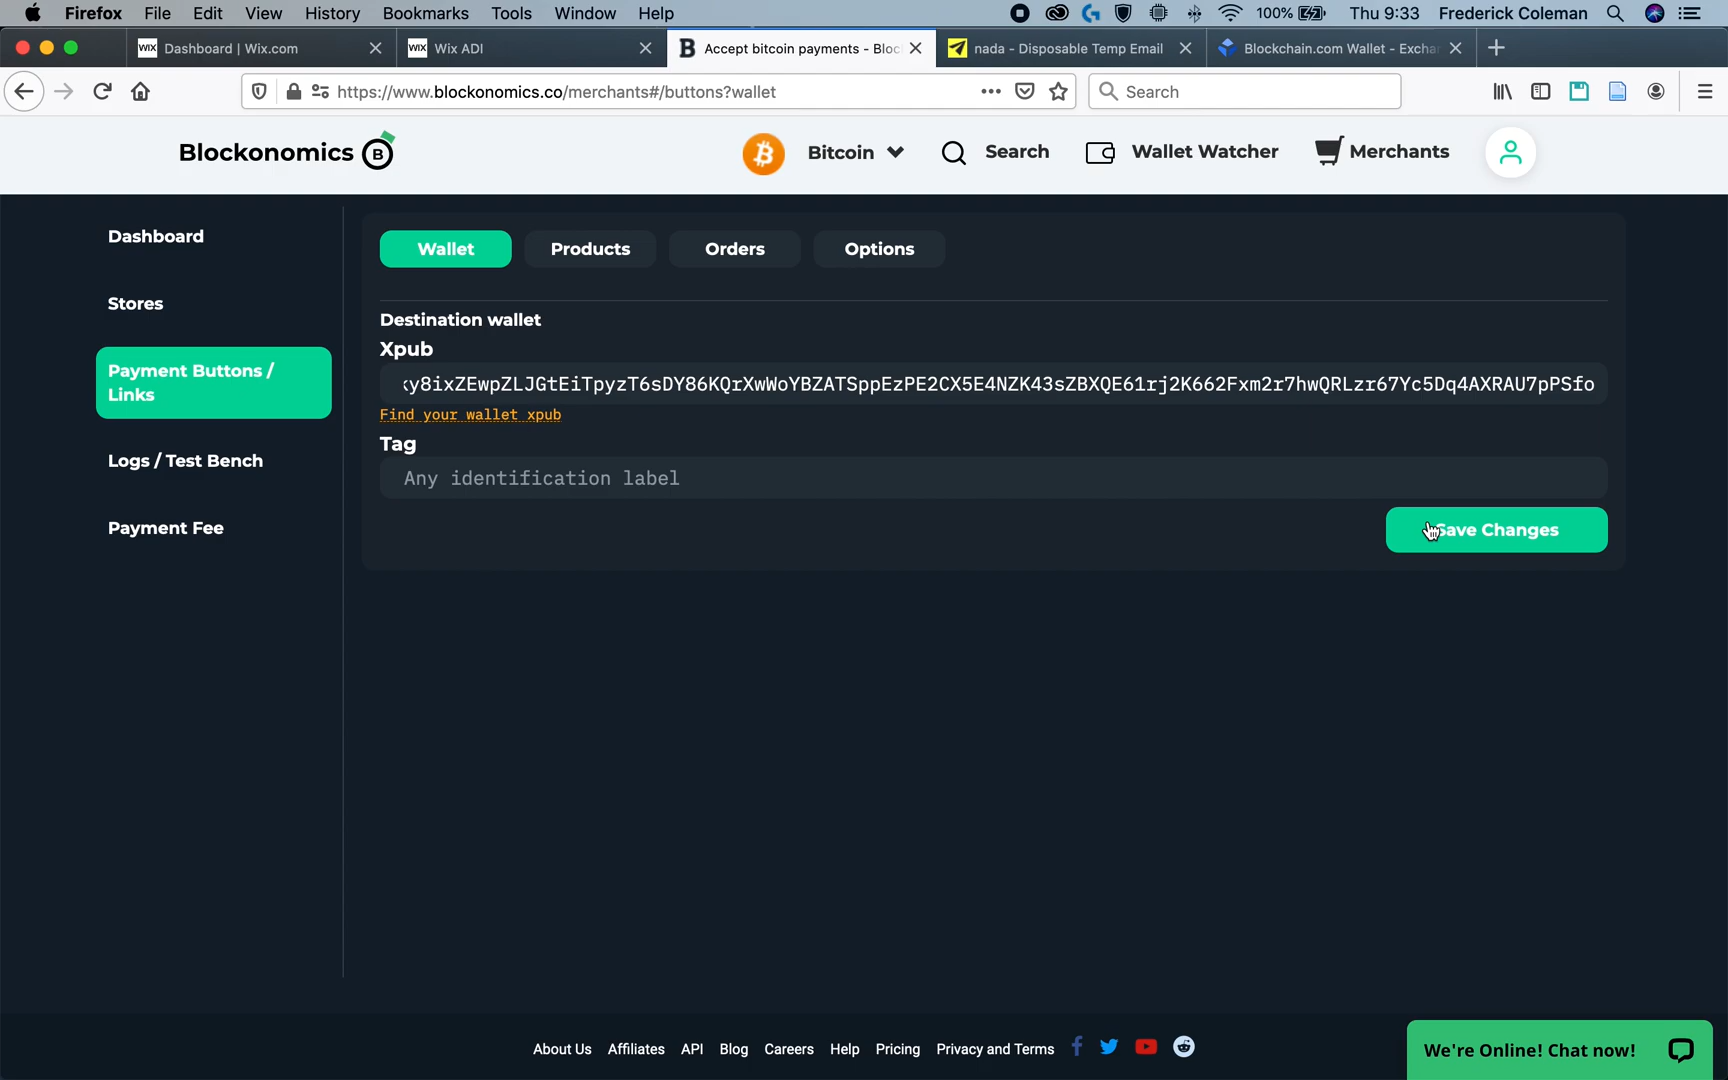 Firefox File Edit View History Bookmarks Tools Window Help 100% Thu 9:33 Frederick Coleman
WIX Dashboard | Wix.com WIX Wix ADI B Accept bitcoin payments - Bloc nada - Disposable Temp Email Blockchain.com Wallet - Excha
https://www.blockonomics.co/merchants#/buttons?wallet Search
Blockonomics B Bitcoin Search Wallet Watcher Merchants
Dashboard
Stores
Payment Buttons /
Links
Logs / Test Bench
Payment Fee
Wallet Products Orders Options
Destination wallet
Xpub
y8ixZEwpZLJGtEiTpyzT6sDY86KQrXwWoYBZATSppEzPE2CX5E4NZK43sZBXQE61rj2K662Fxm2r7hwQRLzr67Yc5Dq4AXRAU7pPSfo
Find your wallet xpub
Tag
Any identification label
Save Changes
About Us Affiliates API Blog Careers Help Pricing Privacy and Terms
We're Online! Chat now!